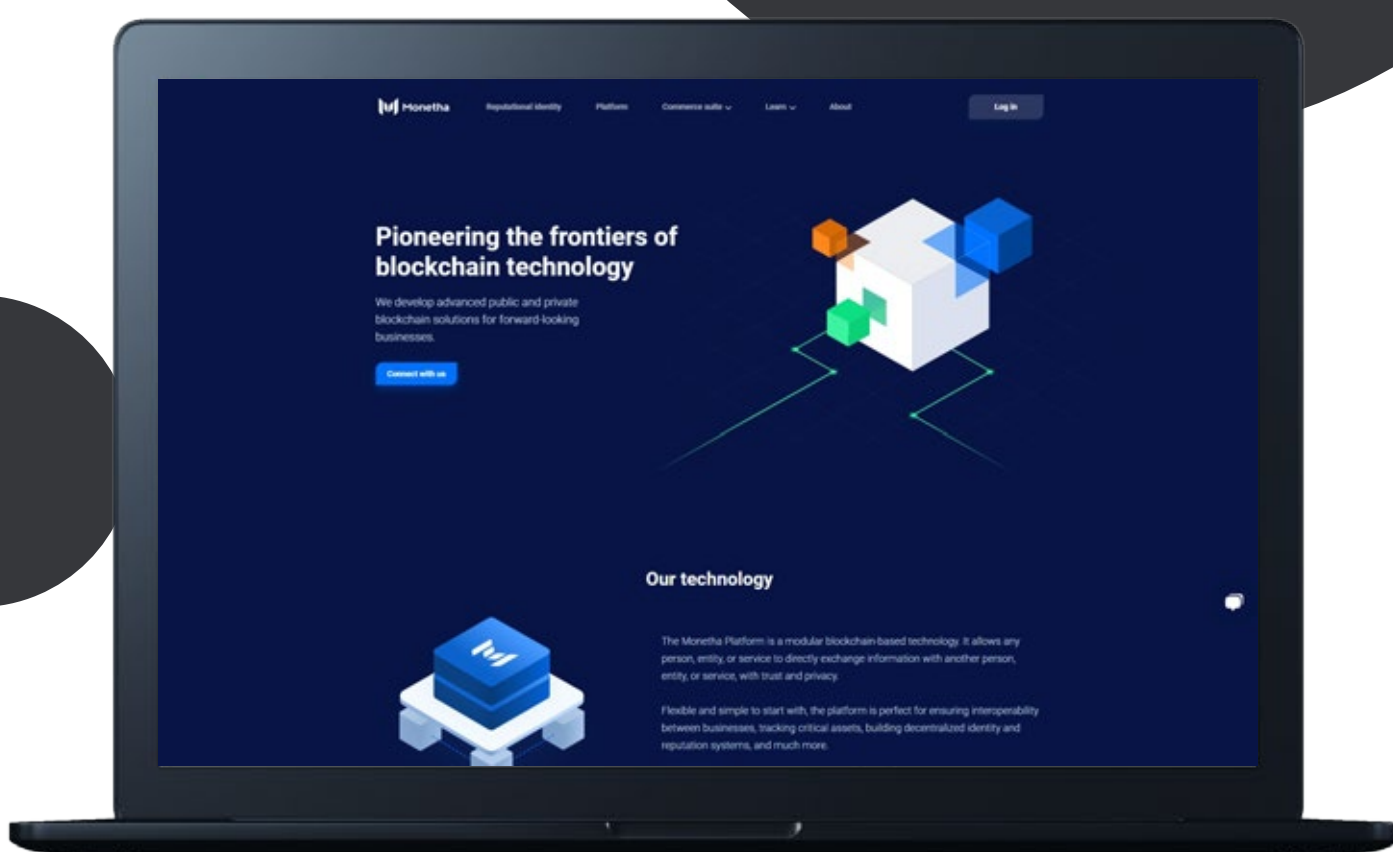 Monetha Reputational identity Platform Commerce suite Learn About Log in
Pioneering the frontiers of
blockchain technology
We develop advanced public and private
blockchain solutions for forward-looking
businesses.
Connect with us
Our technology
The Monetha Platform is a modular blockchain-based technology. It allows any
person, entity, or service to directly exchange information with another person,
entity, or service, with trust and privacy.
Flexible and simple to start with, the platform is perfect for ensuring interoperability
between businesses, tracking critical assets, building decentralized identity and
reputation systems, and much more.